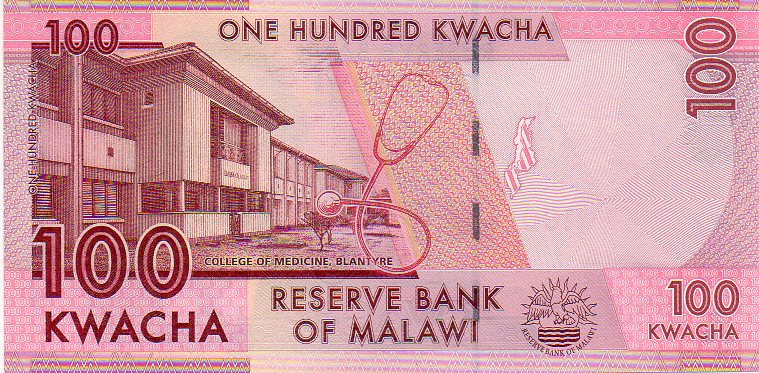 100
ONE HUNDRED KWACHA
100
ONE HUNDRED KWACHA
100
KWACHA
COLLEGE OF MEDICINE, BLANTYRE
RESERVE BANK
OF MALAWI
RESERVE BANK OF MALAWI
100
KWACHA